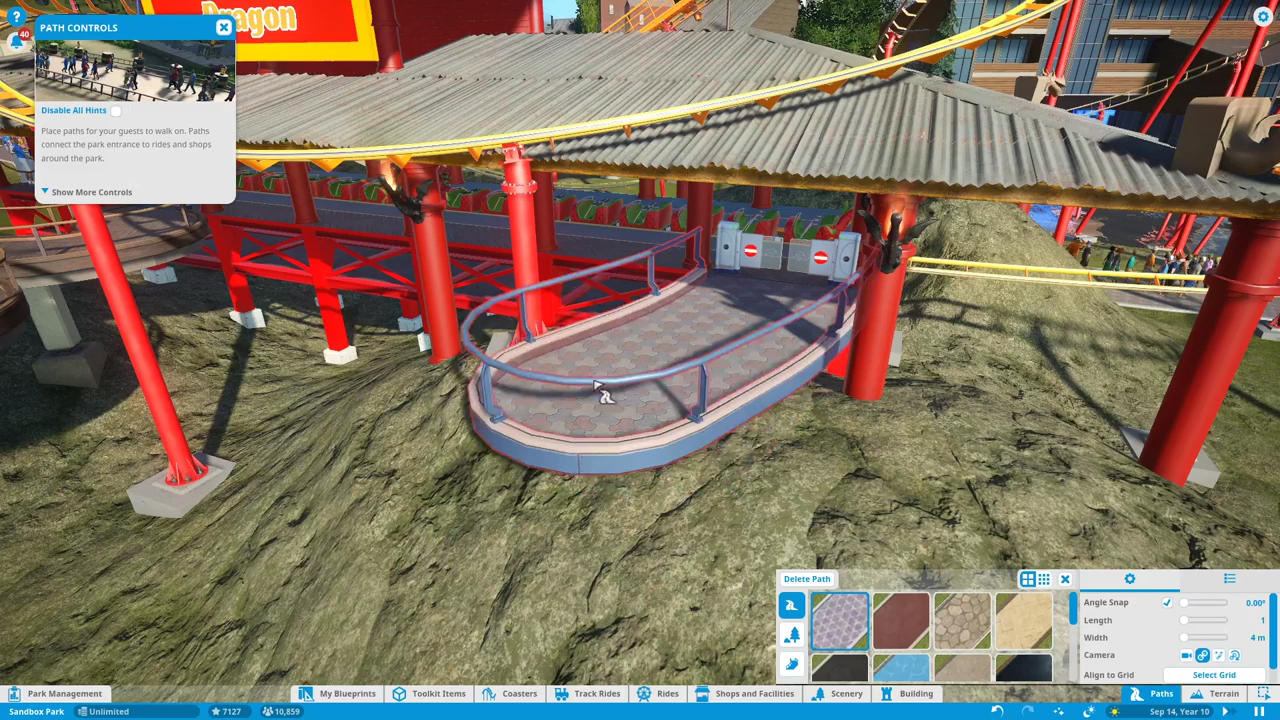 Dragon
?
40
PATH CONTROLS
Disable All Hints
Place paths for your guests to walk on. Paths
connect the park entrance to rides and shops
around the park.
Show More Controls
Delete Path
Angle Snap
0.00°
Length
1
Width
4 m
Camera
Align to Grid
Select Grid
Park Management
My Blueprints
Toolkit Items
Coasters
Track Rides
Rides
Shops and Facilities
Scenery
Building
Paths
Terrain
Sandbox Park
Unlimited
7127
10,859
Sep 14, Year 10